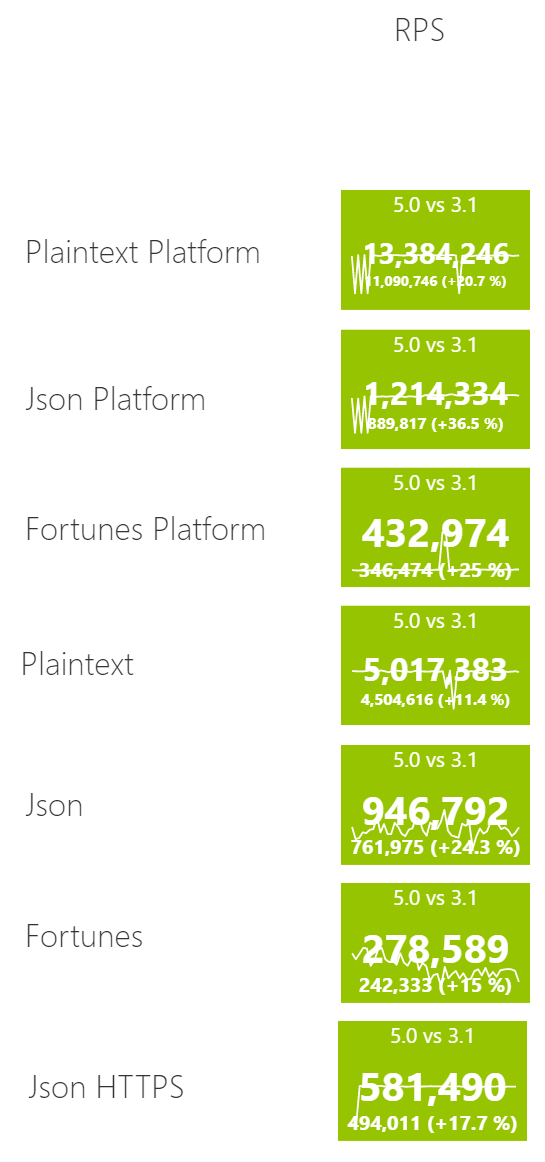 RPS
5.0 vs 3.1
Plaintext Platform
13,384,246
11,090,746 (+20.7 %)
5.0 vs 3.1
Json Platform
1,214,334
889,817 (+36.5 %)
5.0 vs 3.1
Fortunes Platform
432,974
346,474 (+25 %)
5.0 vs 3.1
Plaintext
5,017,383
4,504,616 (+11.4 %)
5.0 vs 3.1
Json
946,792
761,975 (+24.3 %)
5.0 vs 3.1
Fortunes
278,589
242,333 (+15 %)
5.0 vs 3.1
Json HTTPS
581,490
494,011 (+17.7 %)